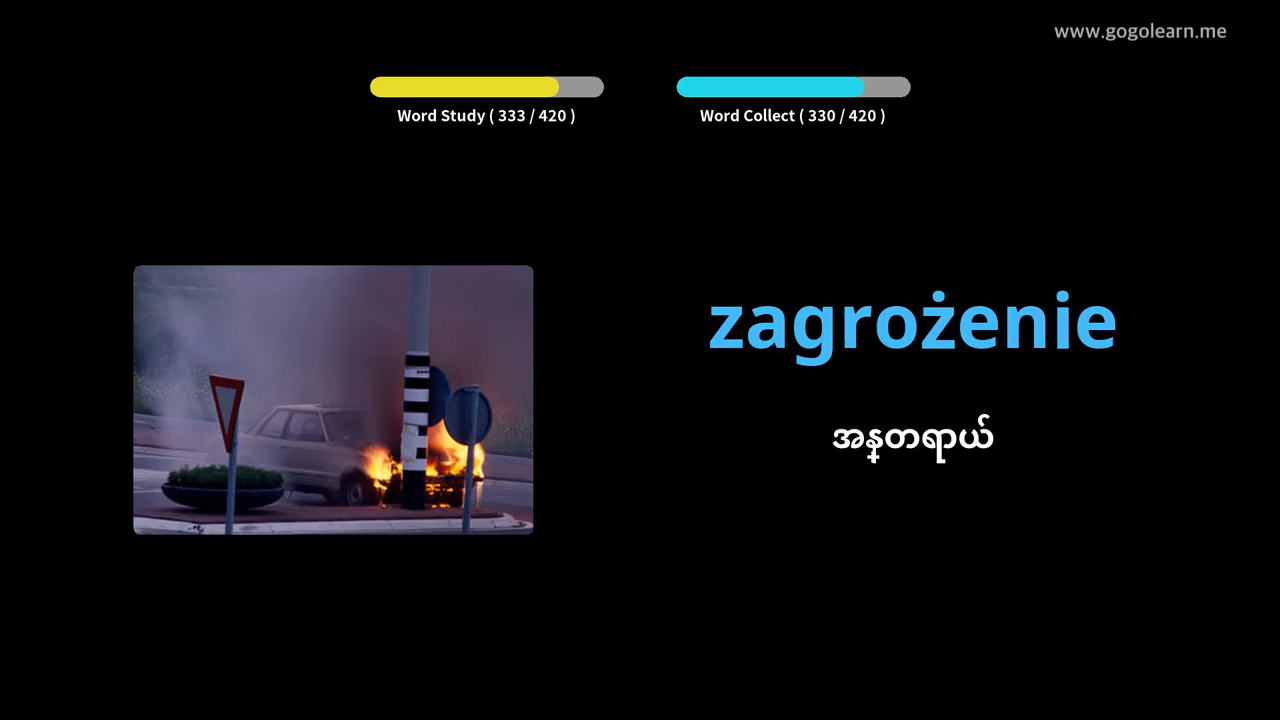 www.gogolearn.me
Word Study ( 333 / 420 )
Word Collect ( 330 / 420 )
zagrożenie
အန္တရာယ်